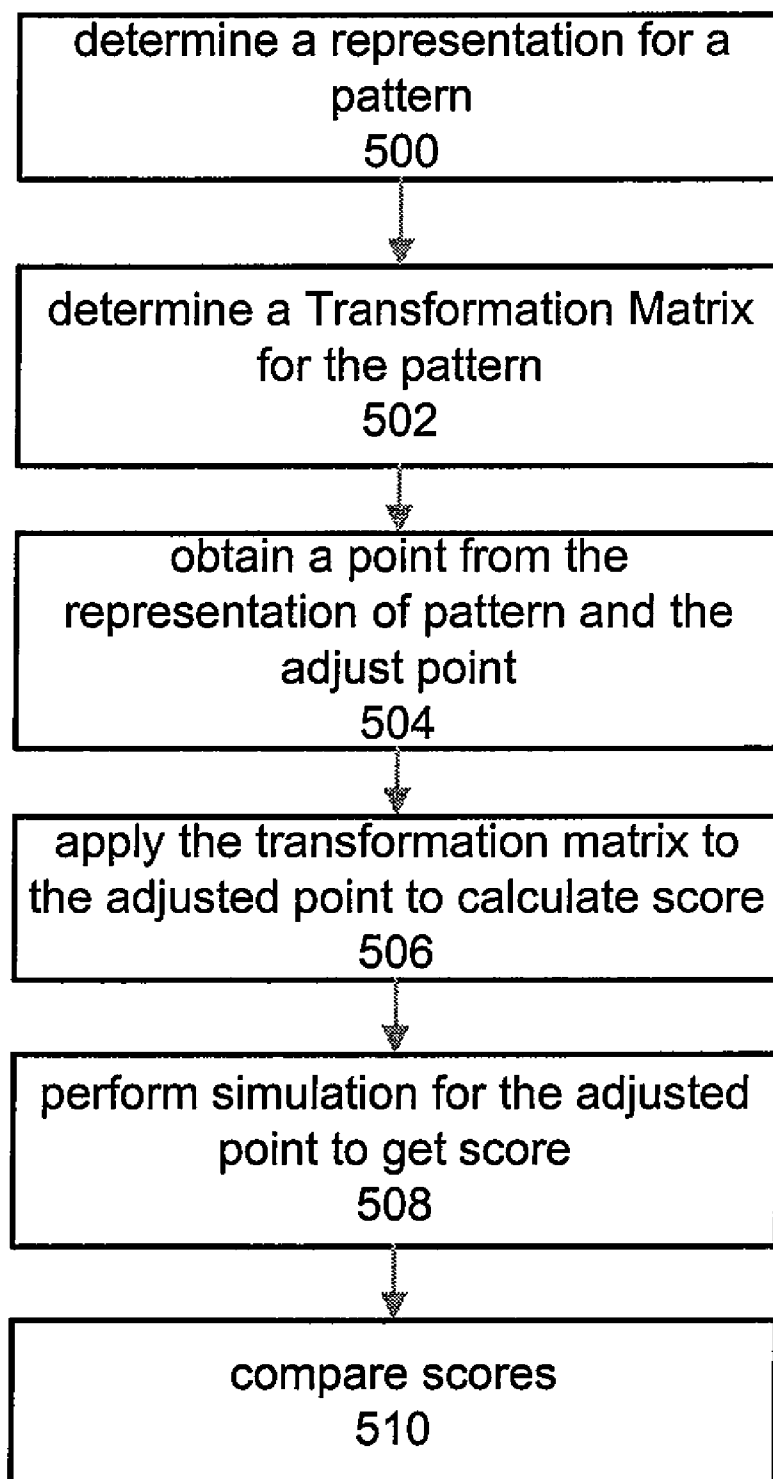 determine a representation for a
pattern
500
determine a Transformation Matrix
for the pattern
502
obtain a point from the
representation of pattern and the
adjust point
504
apply the transformation matrix to
the adjusted point to calculate score
506
perform simulation for the adjusted
point to get score
508
compare scores
510